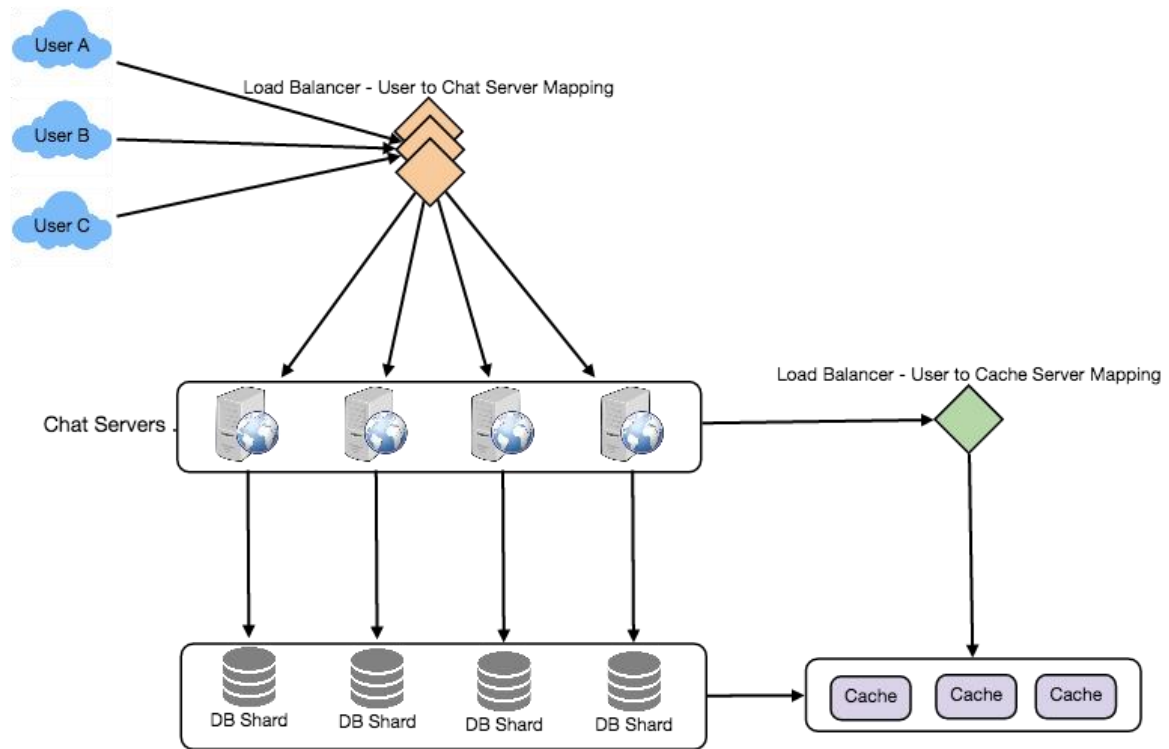 User A
Load Balancer - User to Chat Server Mapping
User B
User C
Load Balancer - User to Cache Server Mapping
Chat Servers
DB Shard
DB Shard
DB Shard
DB Shard
Cache
Cache
Cache